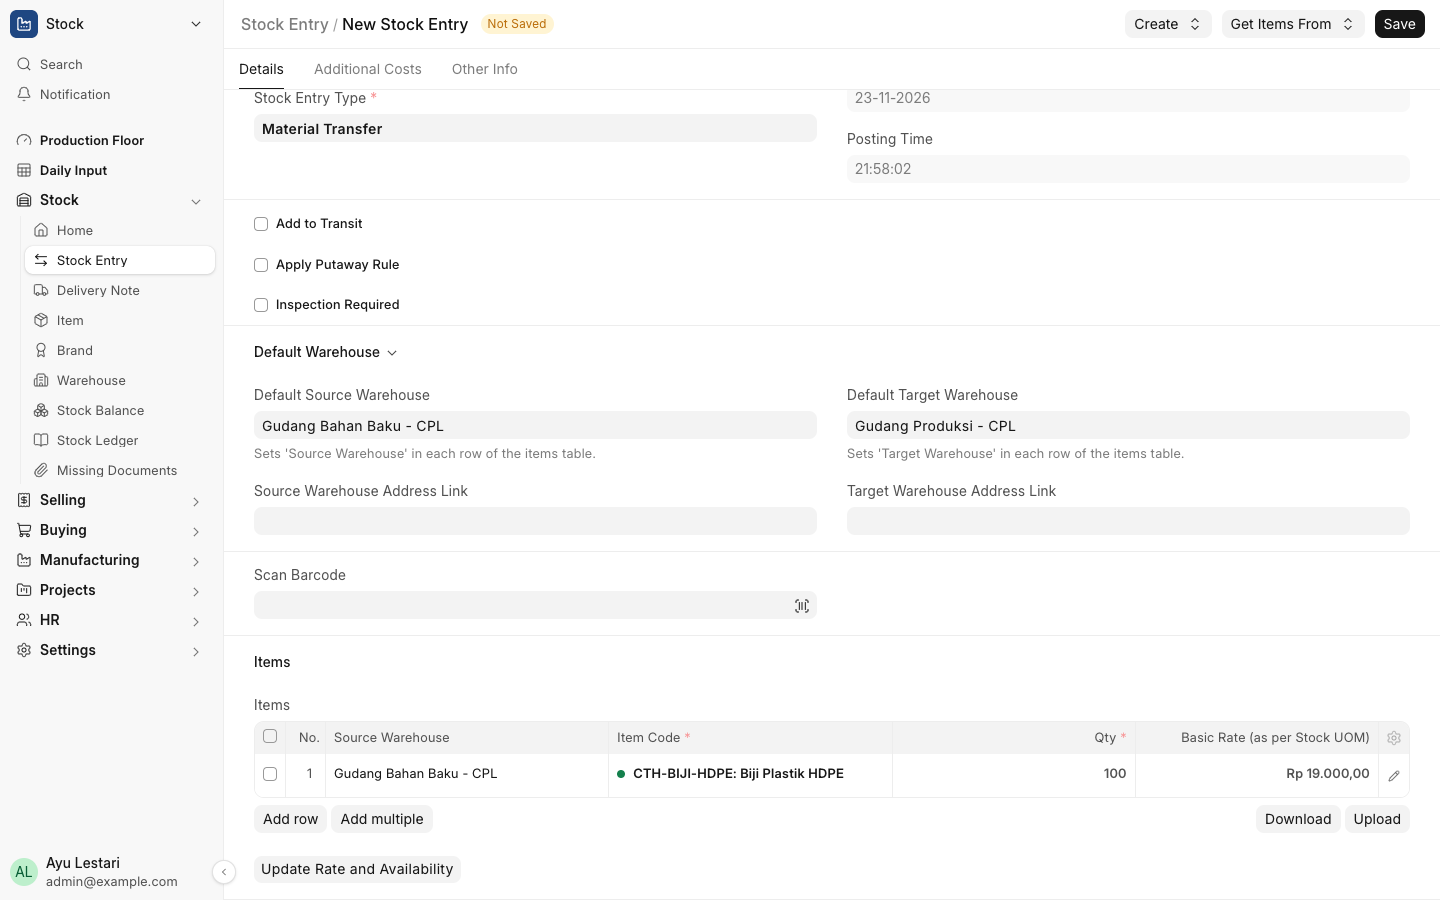 Stock
Stock Entry / New Stock Entry Not Saved
Create
Get Items From
Save
Search
Notification
Production Floor
Daily Input
Stock
Home
Stock Entry
Delivery Note
Item
Brand
Warehouse
Stock Balance
Stock Ledger
Missing Documents
Selling
Buying
Manufacturing
Projects
HR
Settings
AL
Ayu Lestari
admin@example.com
Details Additional Costs Other Info
Stock Entry Type *
Material Transfer
23-11-2026
Posting Time
21:58:02
Add to Transit
Apply Putaway Rule
Inspection Required
Default Warehouse
Default Source Warehouse
Gudang Bahan Baku - CPL
Sets 'Source Warehouse' in each row of the items table.
Default Target Warehouse
Gudang Produksi - CPL
Sets 'Target Warehouse' in each row of the items table.
Source Warehouse Address Link
Target Warehouse Address Link
Scan Barcode
Items
Items
No. Source Warehouse Item Code * Qty * Basic Rate (as per Stock UOM)
1 Gudang Bahan Baku - CPL CTH-BIJI-HDPE: Biji Plastik HDPE 100 Rp 19.000,00
Add row Add multiple Download Upload
Update Rate and Availability